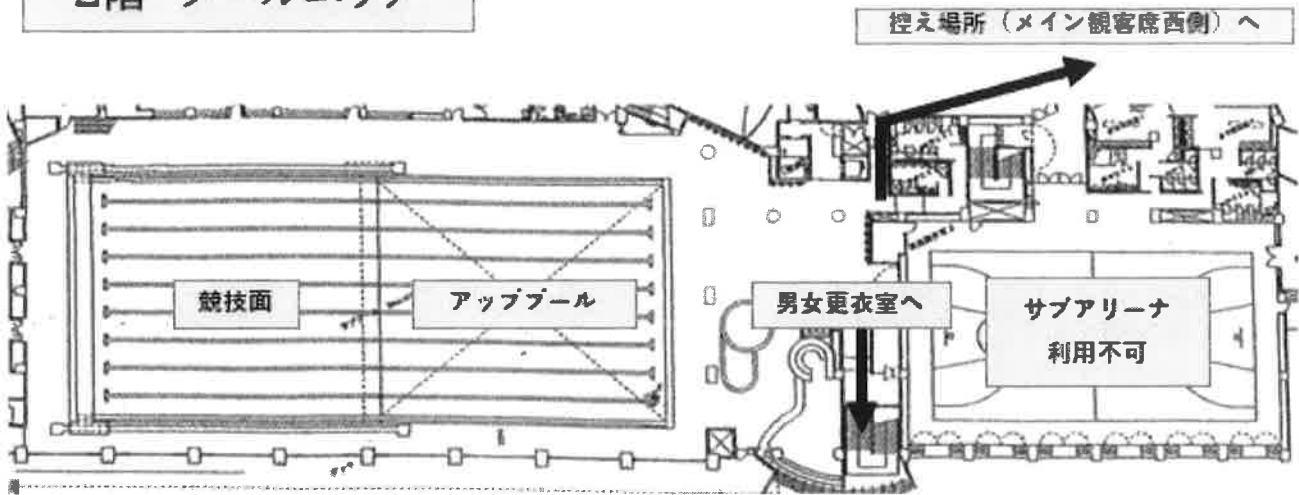 控え場所（メイン観客席西側）へ
競技面
アッププール
男女更衣室へ
サブアリーナ
利用不可